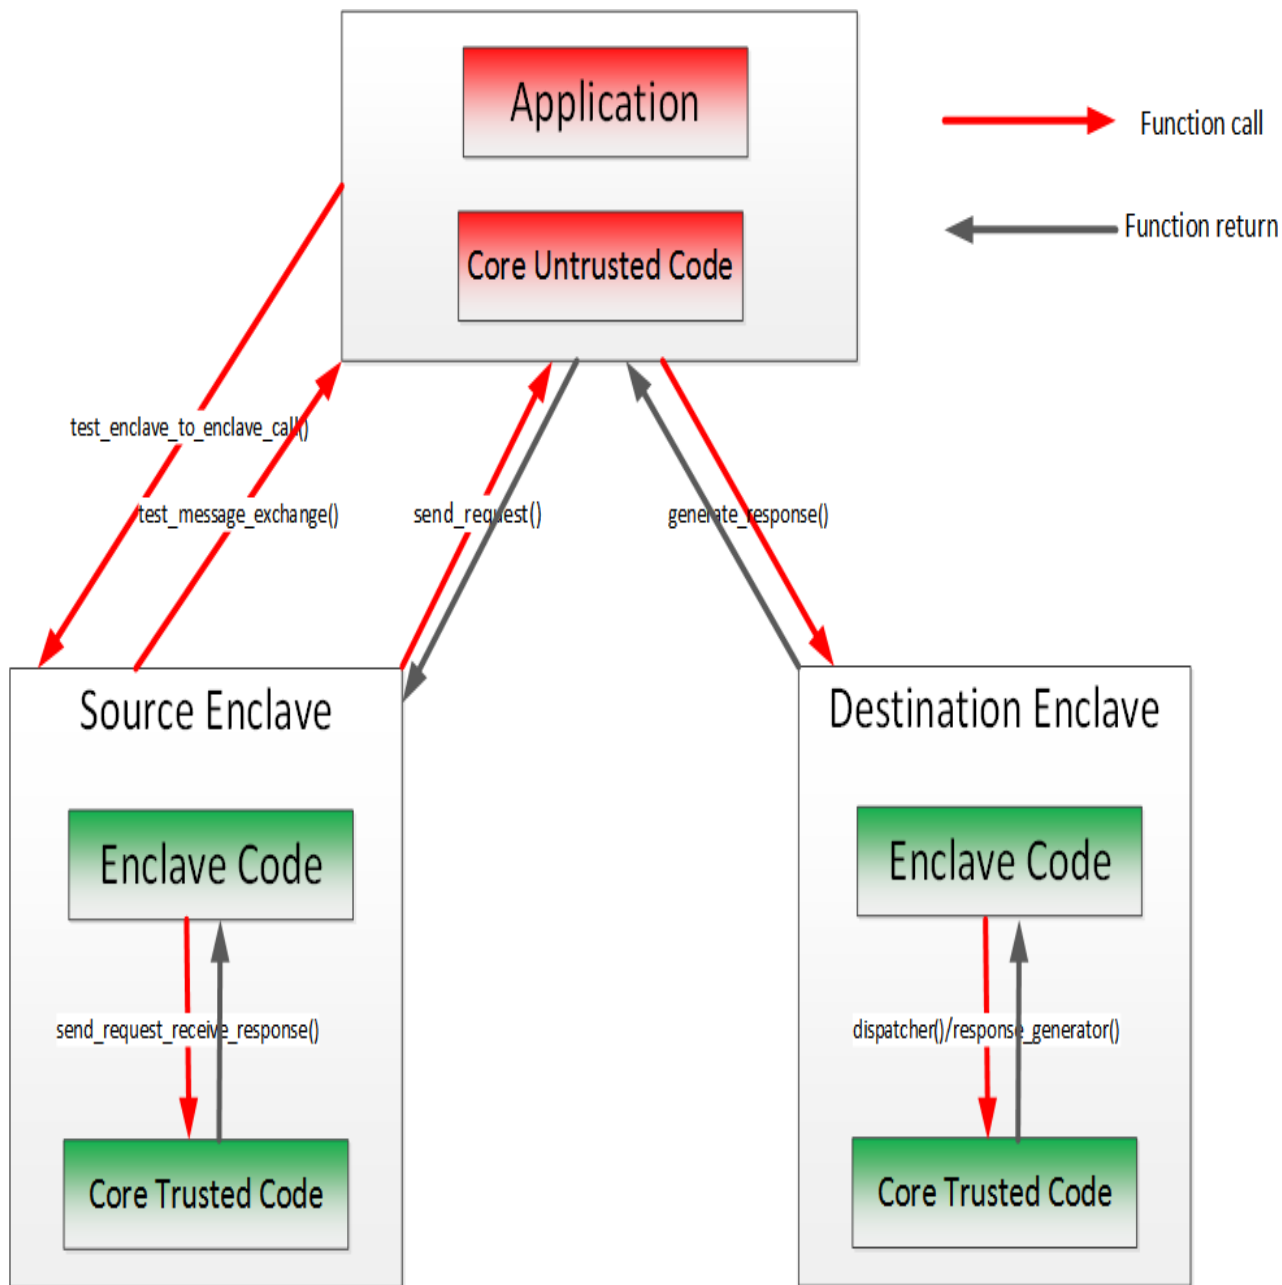 Application
Function call
Function return
Core Untrusted Code
test_enclave_to_enclave_call()
test_message_exchange()
send_request()
generate_response()
Source Enclave
Destination Enclave
Enclave Code
Enclave Code
send_request_receive_response()
dispatcher()/response_generator()
Core Trusted Code
Core Trusted Code